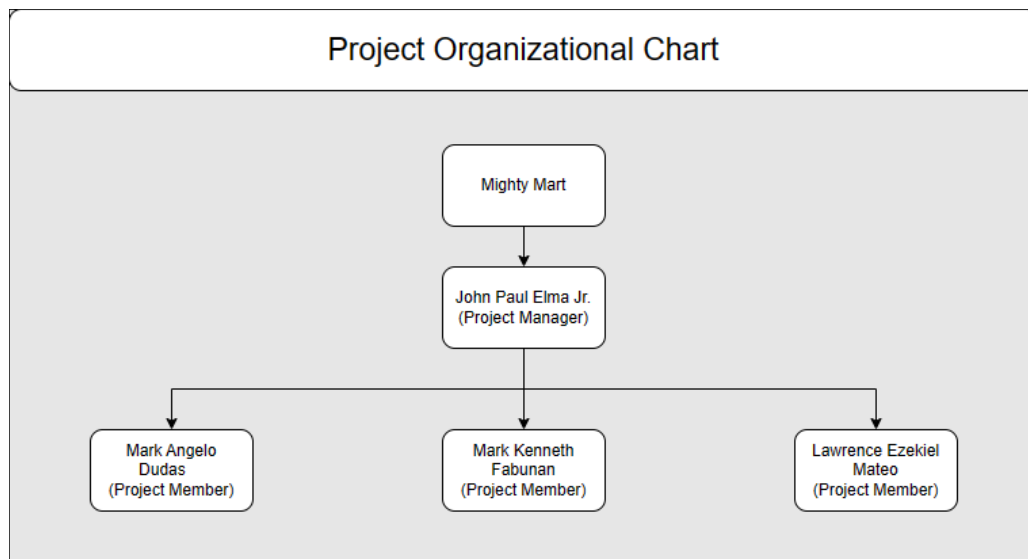 Project Organizational Chart
Mighty Mart
John Paul Elma Jr.
(Project Manager)
Mark Angelo
Dudas
(Project Member)
Mark Kenneth
Fabunan
(Project Member)
Lawrence Ezekiel
Mateo
(Project Member)